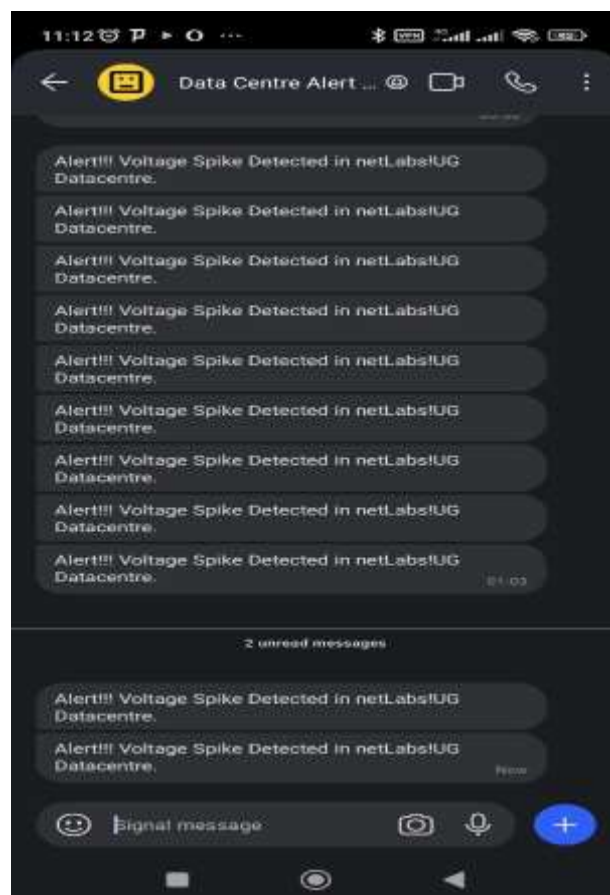 11:12
VPN
Data Centre Alert ...
Alert!!! Voltage Spike Detected in netLabs!UG
Datacentre.
Alert!!! Voltage Spike Detected in netLabs!UG
Datacentre.
Alert!!! Voltage Spike Detected in netLabs!UG
Datacentre.
Alert!!! Voltage Spike Detected in netLabs!UG
Datacentre.
Alert!!! Voltage Spike Detected in netLabs!UG
Datacentre.
Alert!!! Voltage Spike Detected in netLabs!UG
Datacentre.
Alert!!! Voltage Spike Detected in netLabs!UG
Datacentre.
Alert!!! Voltage Spike Detected in netLabs!UG
Datacentre.
Alert!!! Voltage Spike Detected in netLabs!UG
Datacentre.
01:03
2 unread messages
Alert!!! Voltage Spike Detected in netLabs!UG
Datacentre.
Alert!!! Voltage Spike Detected in netLabs!UG
Datacentre.
Now
Signal message